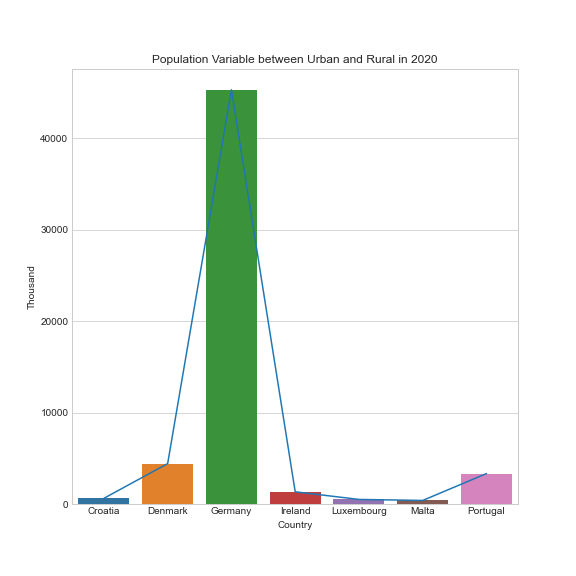 Population Variable between Urban and Rural in 2020
Thousand
40000
30000
20000
10000
0
Croatia Denmark Germany Ireland Luxembourg Malta Portugal
Country